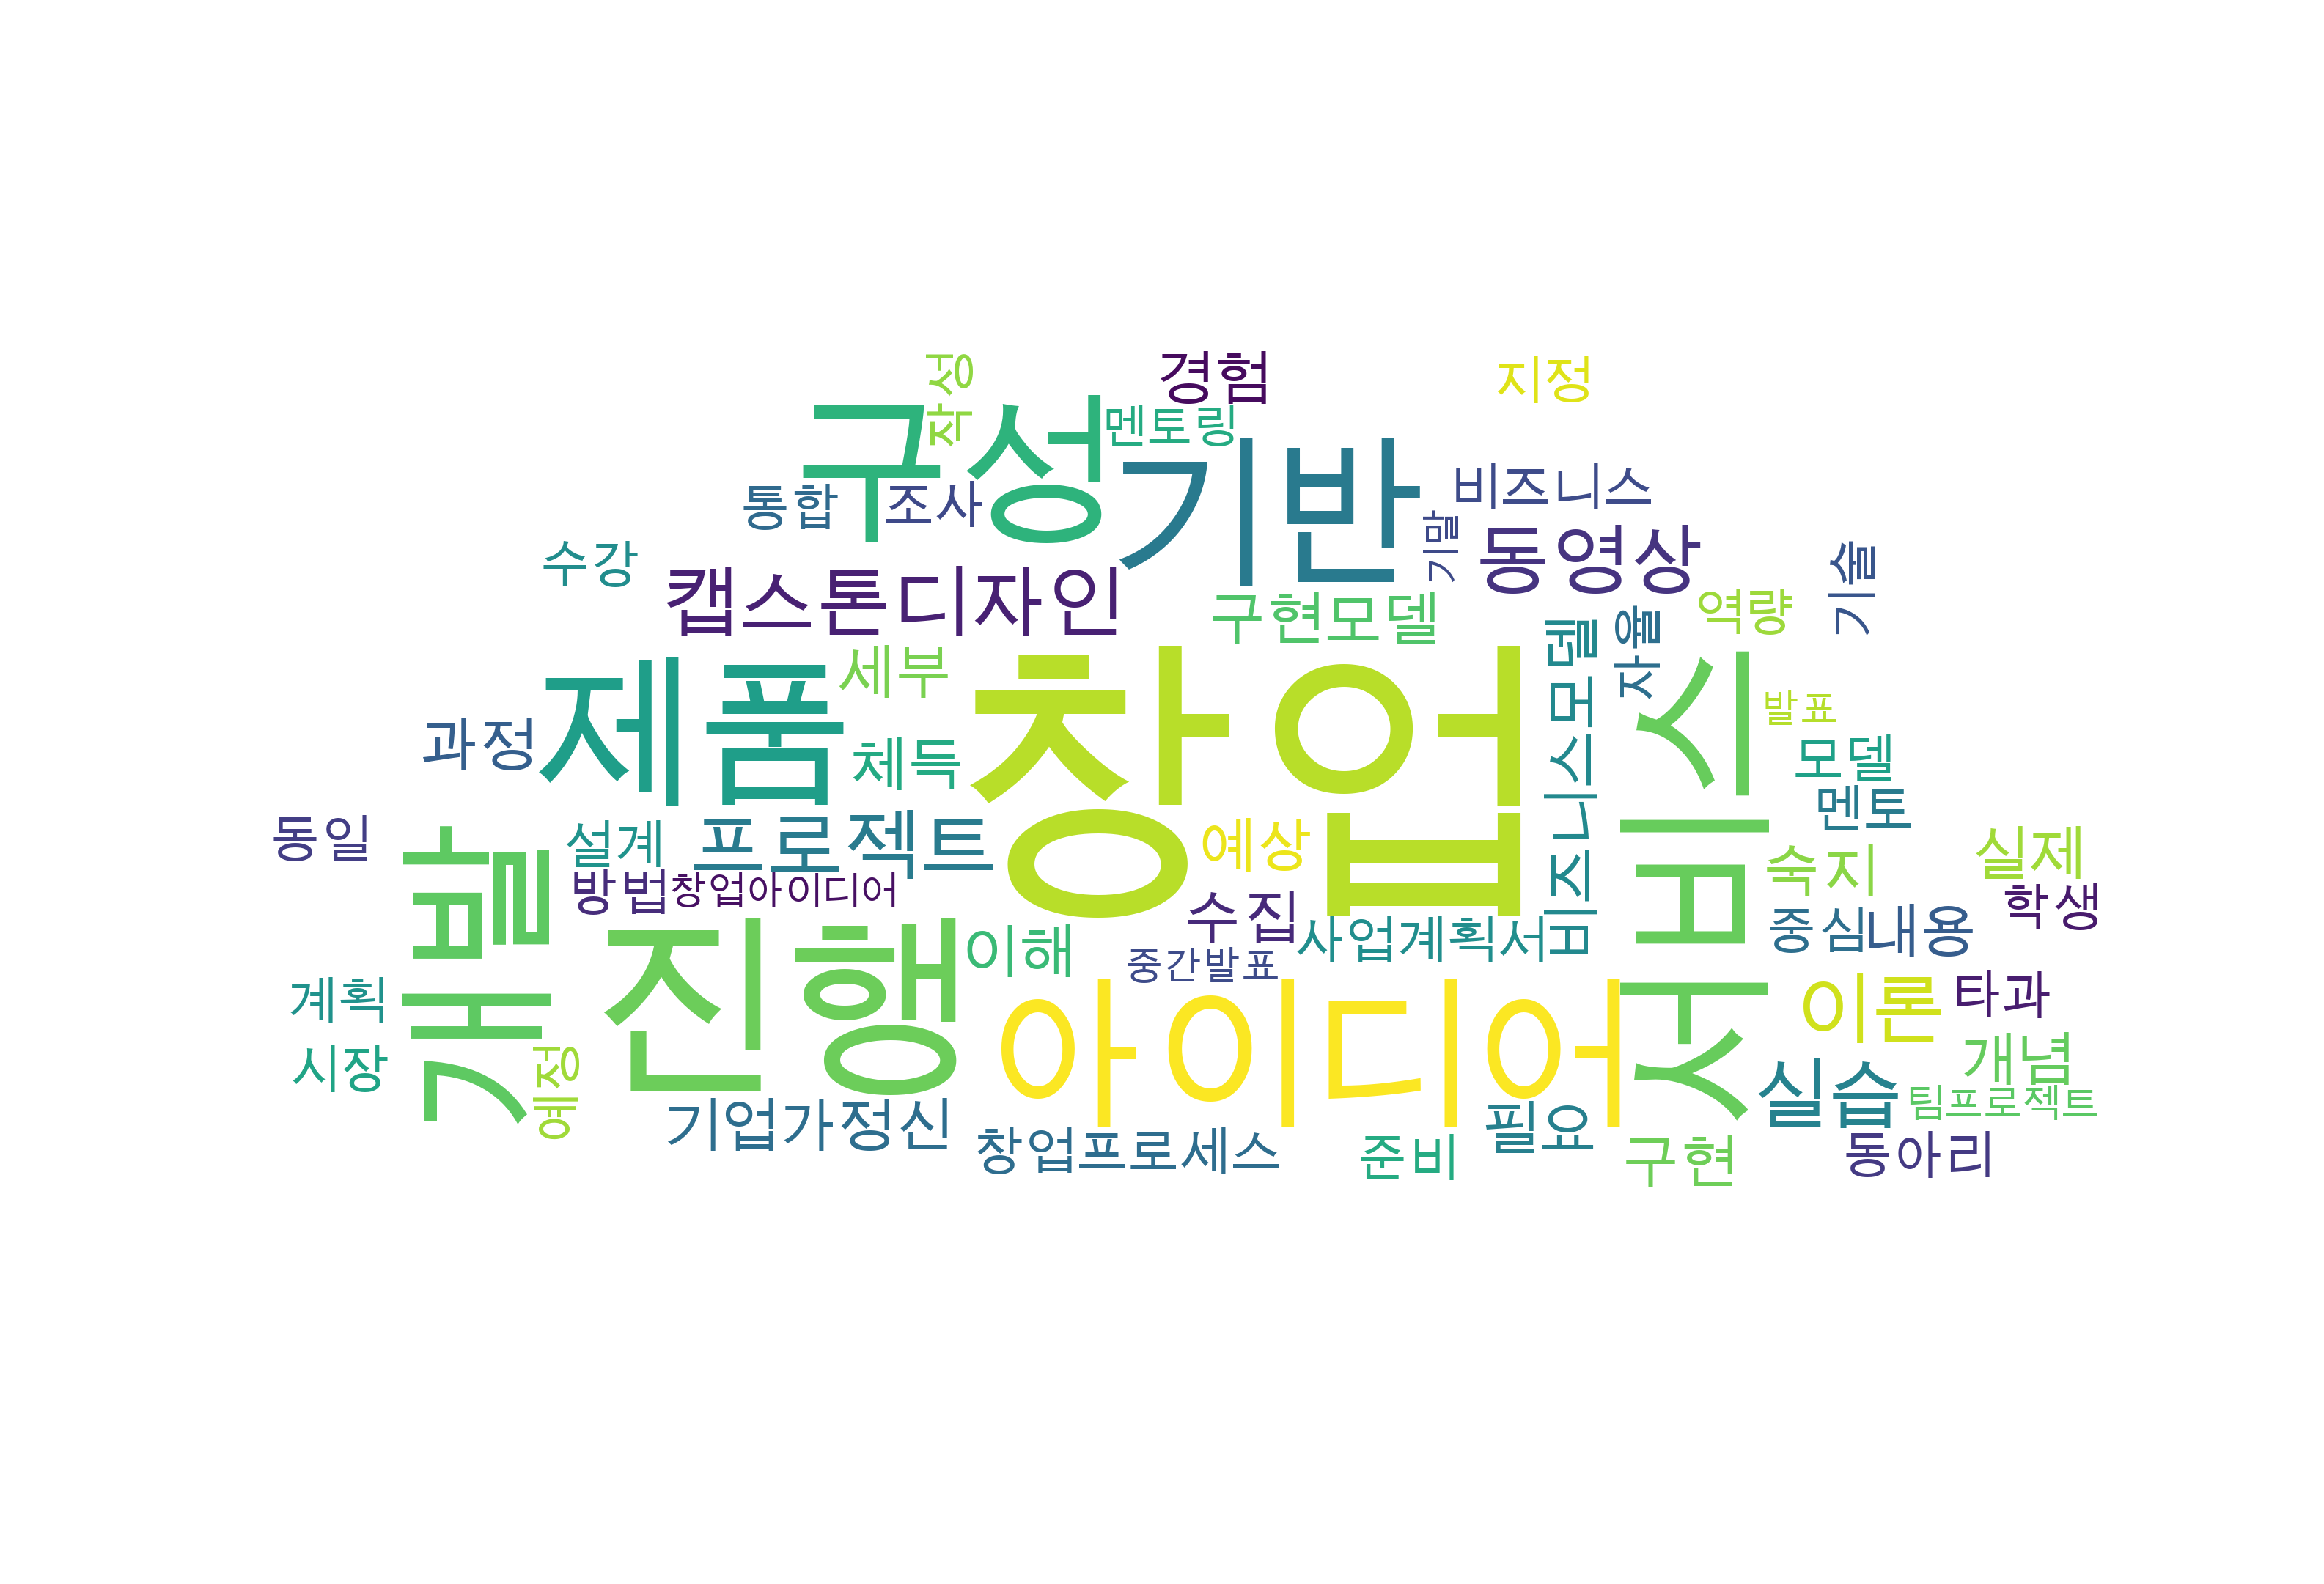 작성
경험
지정
구성
멘토링
기반
비즈니스
통합
조사
기말
동영상
수강
캡스톤디자인
기술
구현모델
역량
자율
제품
세부
창업
비즈니스모델
서비스
발표
과정
체득
모델
멘토
동일
설계
프로젝트
예상
숙지
실제
개발
방법
창업아이디어
수집
학생
진행
이해
중간발표
사업계획서
중심
내용
계획
아이디어
이론
타과
시장
예정
개념
실습
팀프로젝트
기업가정신
창업프로세스
준비
필요
구현
동아리